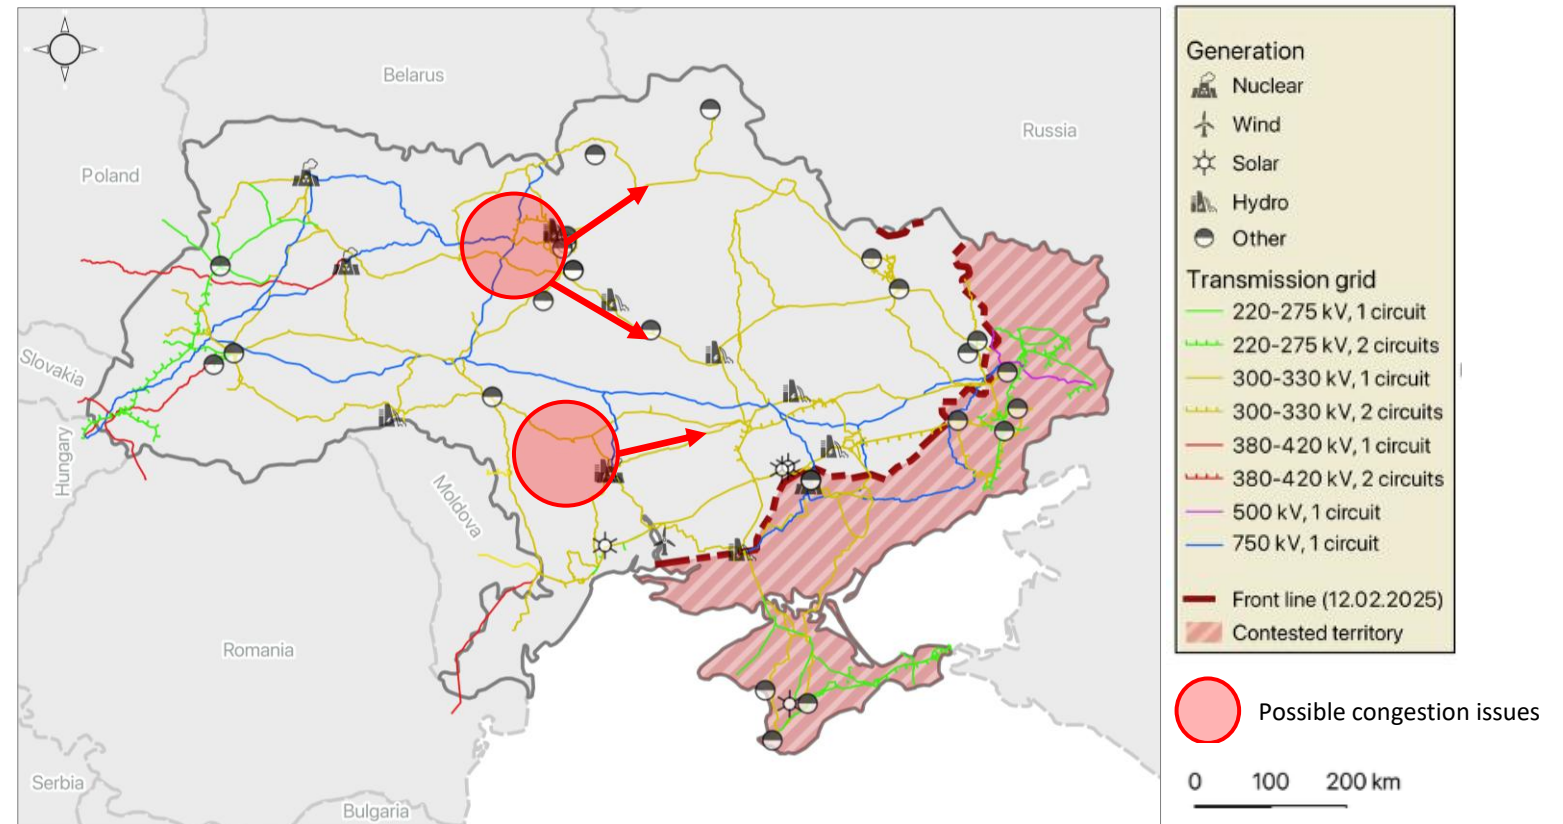 Belarus
Russia
Poland
Slovakia
Hungary
Moldova
Romania
Serbia
Bulgaria
Generation
Nuclear
Wind
Solar
Hydro
Other
Transmission grid
220-275 kV, 1 circuit
220-275 kV, 2 circuits
300-330 kV, 1 circuit
300-330 kV, 2 circuits
380-420 kV, 1 circuit
380-420 kV, 2 circuits
500 kV, 1 circuit
750 kV, 1 circuit
Front line (12.02.2025)
Contested territory
Possible congestion issues
0 100 200 km